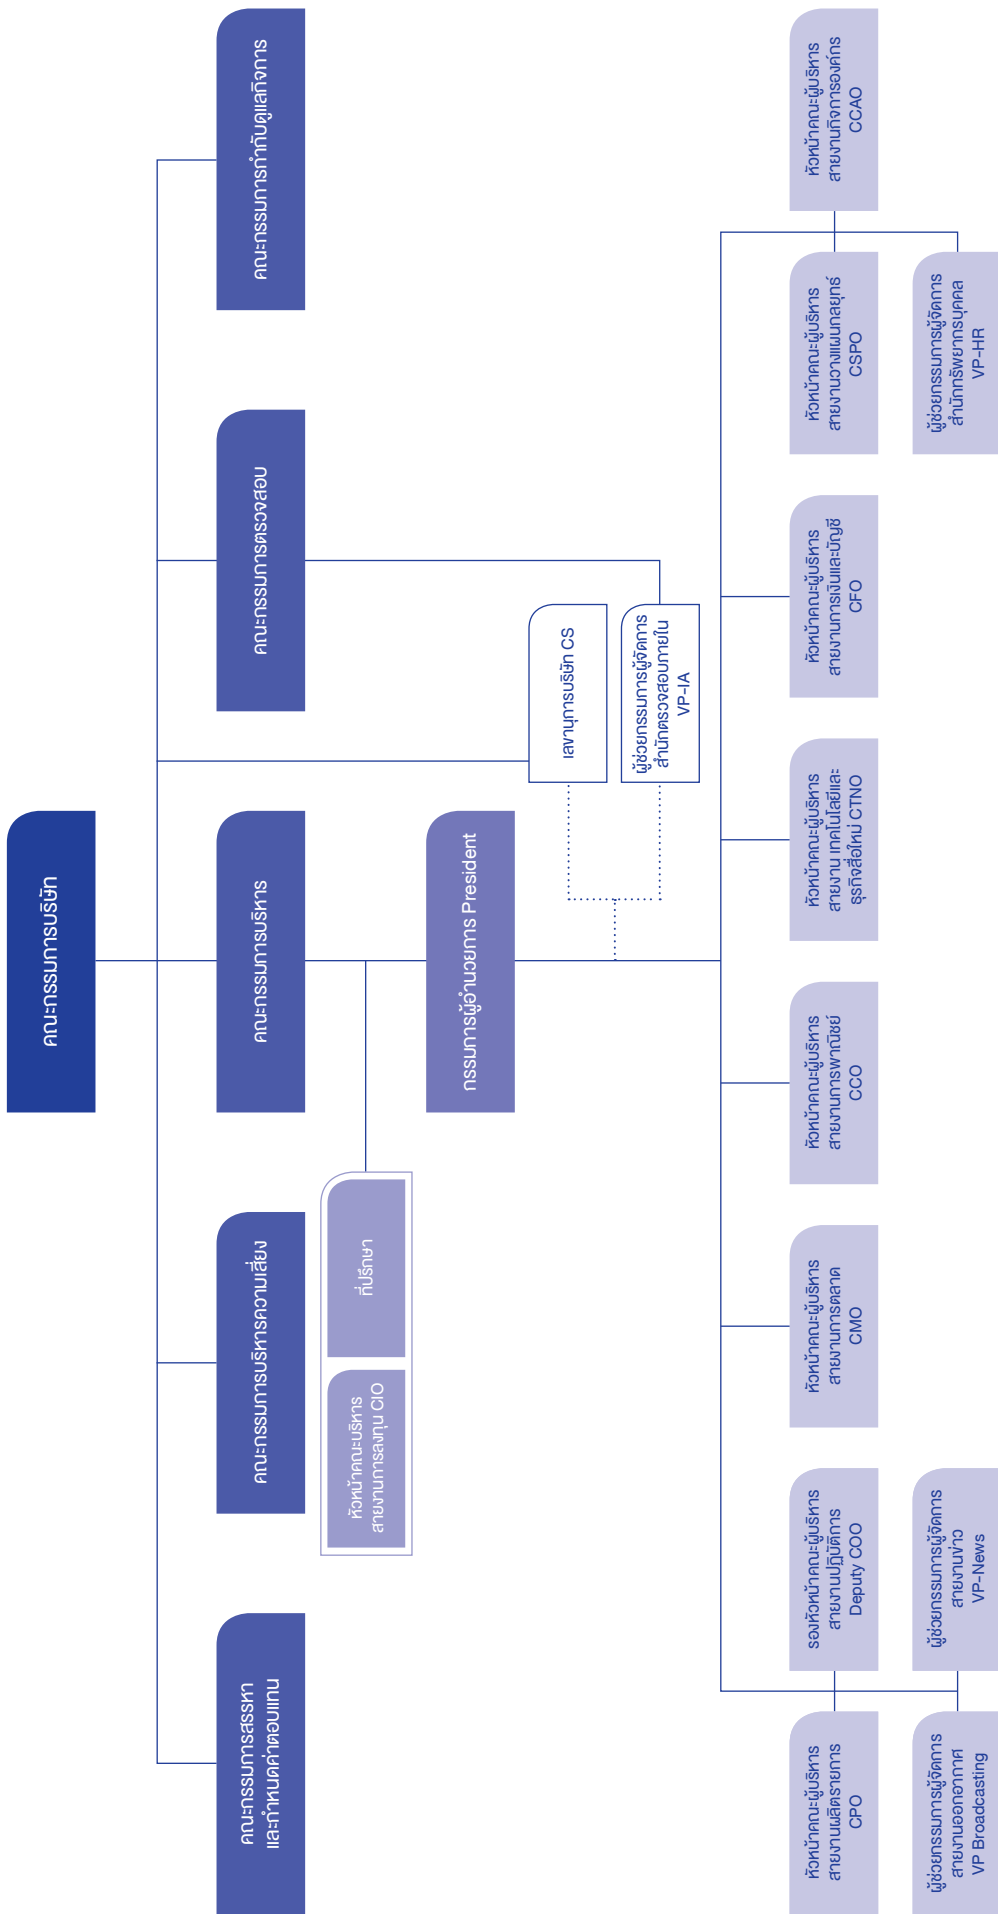 คณะกรรมการบริษัท
คณะกรรมการสรรหา
และกำหนดค่าตอบแทน
คณะกรรมการบริหารความเสี่ยง
คณะกรรมการบริหาร
คณะกรรมการตรวจสอบ
คณะกรรมการกำกับดูแลกิจการ
หัวหน้าคณะบริหาร
สายงานการลงทุน CIO
ที่ปรึกษา
กรรมการผู้อำนวยการ President
เลขานุการบริษัท CS
ผู้ช่วยกรรมการผู้จัดการ
สำนักตรวจสอบภายใน
VP-IA
หัวหน้าคณะผู้บริหาร
สายงานผลิตรายการ
CPO
รองหัวหน้าคณะผู้บริหาร
สายงานปฏิบัติการ
Deputy COO
หัวหน้าคณะผู้บริหาร
สายงานการตลาด
CMO
หัวหน้าคณะผู้บริหาร
สายงานการพาณิชย์
CCO
หัวหน้าคณะผู้บริหาร
สายงาน เทคโนโลยีและ
ธุรกิจสื่อใหม่ CTNO
หัวหน้าคณะผู้บริหาร
สายงานการเงินและบัญชี
CFO
หัวหน้าคณะผู้บริหาร
สายงานวางแผนกลยุทธ์
CSPO
หัวหน้าคณะผู้บริหาร
สายงานกิจการองค์กร
CCAO
ผู้ช่วยกรรมการผู้จัดการ
สายงานออกอากาศ
VP Broadcasting
ผู้ช่วยกรรมการผู้จัดการ
สายงานข่าว
VP-News
ผู้ช่วยกรรมการผู้จัดการ
สำนักทรัพยากรบุคคล
VP-HR